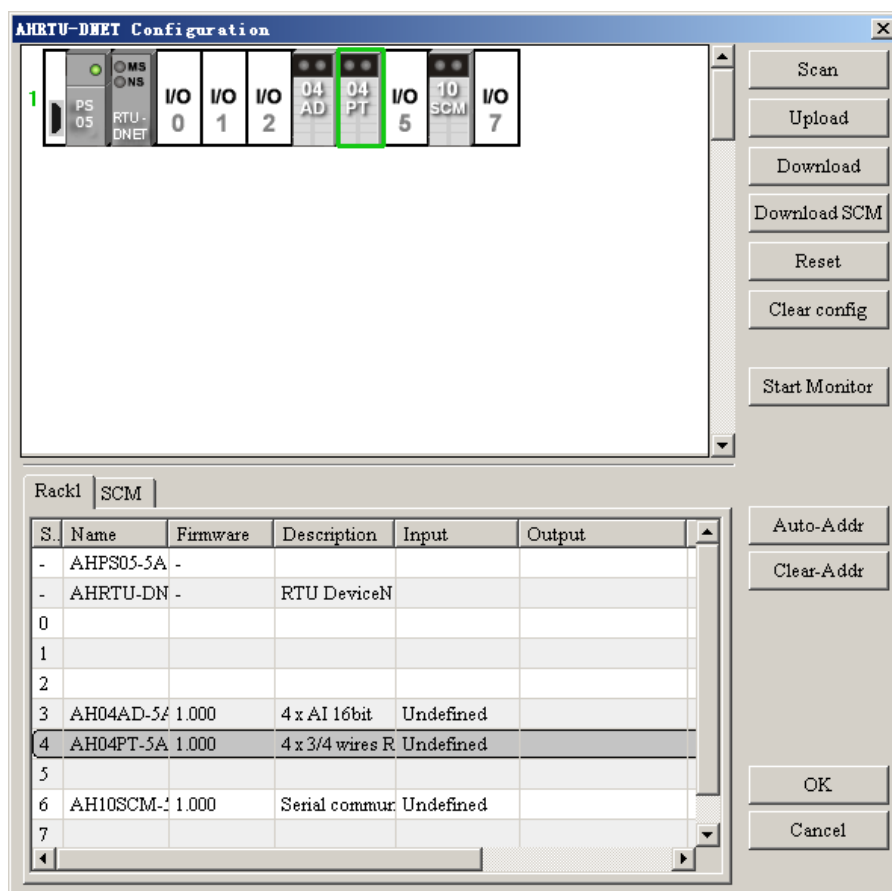 AHRTU-DNET Configuration
1
PS 05
MS
NS
RTU-DNET
I/O 0
I/O 1
I/O 2
04 AD
04 PT
I/O 5
10 SCM
I/O 7
Scan
Upload
Download
Download SCM
Reset
Clear config
Start Monitor
Rack1 SCM
S.. Name Firmware Description Input Output
- AHPS05-5A -
- AHRTU-DN - RTU DeviceN
0
1
2
3 AH04AD-5A 1.000 4 x AI 16bit Undefined
4 AH04PT-5A 1.000 4 x 3/4 wires R Undefined
5
6 AH10SCM-5 1.000 Serial commun Undefined
7
Auto-Addr
Clear-Addr
OK
Cancel